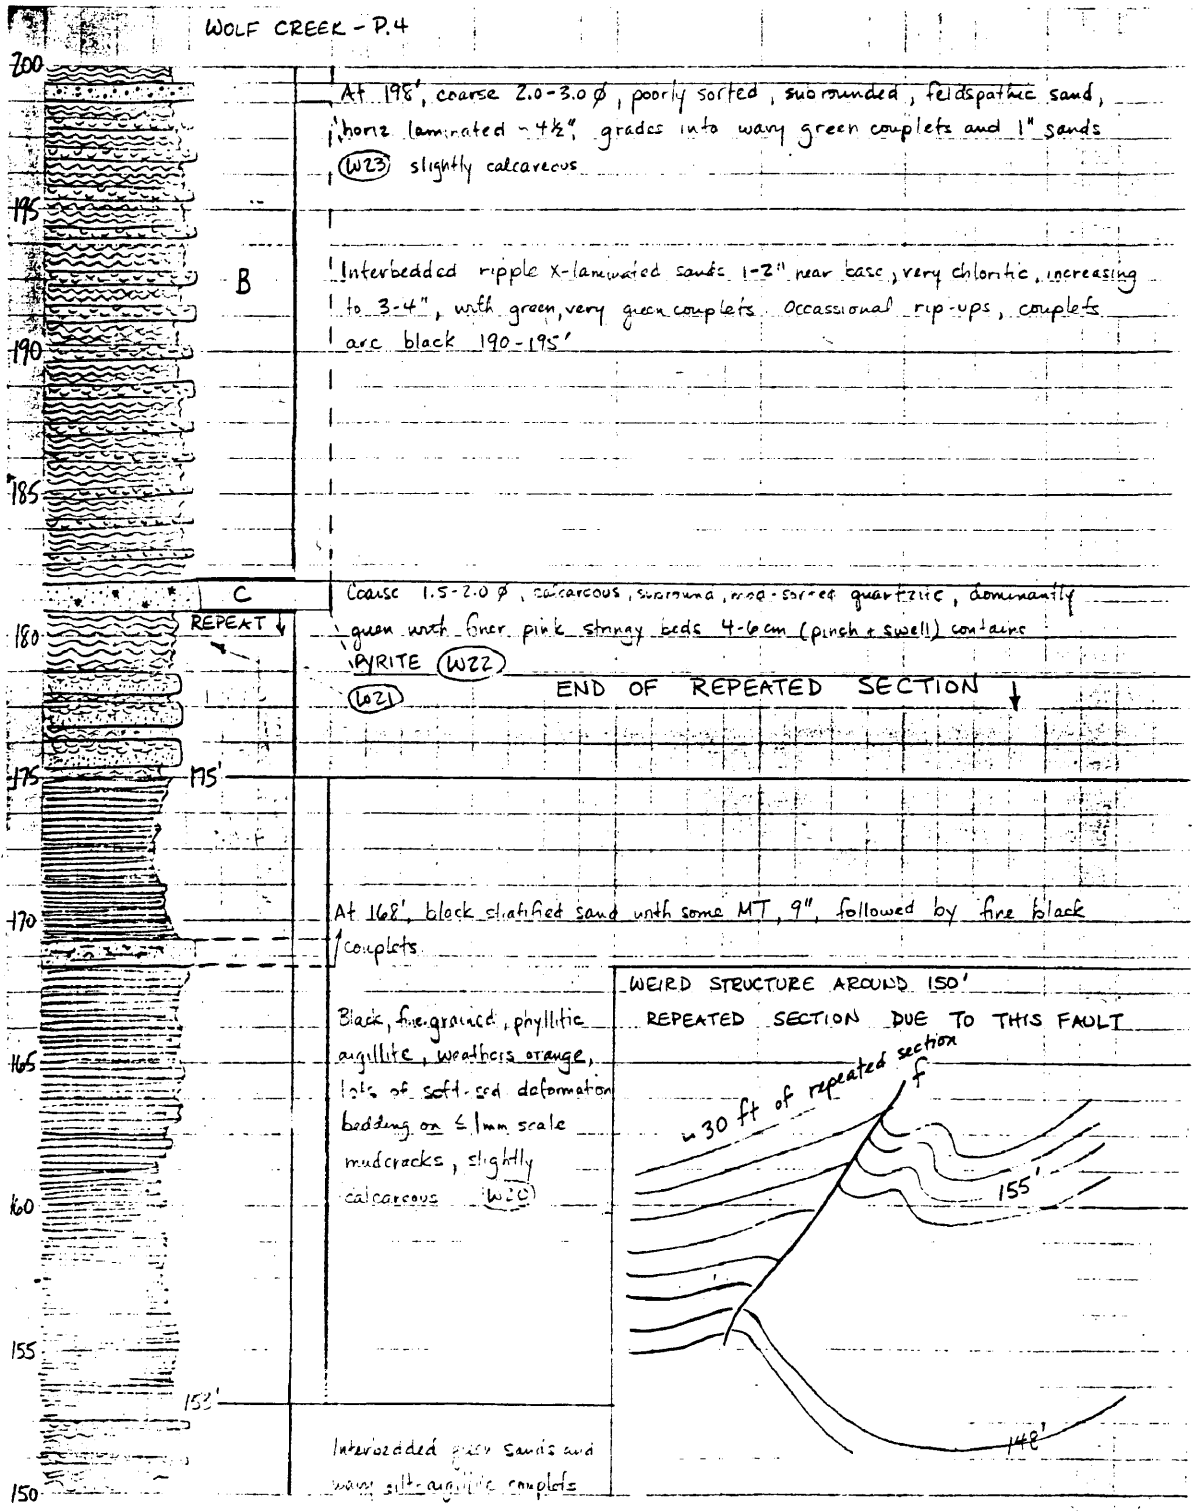 WOLF CREEK - P.4
200
At 198', coarse 2.0-3.0 ø, poorly sorted, subrounded, feldspathic sand,
horiz laminated ~ 4½", grades into wavy green couplets and 1" sands
W23 slightly calcareous
195
B
Interbedded ripple X-laminated sands 1-2" near base, very chloritic, increasing
to 3-4", with green, very green couplets. Occassional rip-ups, couplets
are black 190-195'
190
185
C
Coarse 1.5-2.0 ø, calcareous, subround, mod-sorted quartzite, dominantly
REPEAT ↓
180
green with finer pink stringy beds 4-6cm (pinch + swell) contains
PYRITE W22
W21
END OF REPEATED SECTION ↓
175
175'
170
At 168', black stratified sand with some MT, 9", followed by fine black
couplets
WEIRD STRUCTURE AROUND 150'
REPEATED SECTION DUE TO THIS FAULT
Black, fine grained, phyllitic
argillite, weathers orange,
lots of soft-sed deformation
bedding on ≤ 1mm scale
mudcracks, slightly
calcareous W20
165
160
155
153'
Interbedded green sands and
wavy silt-argillite couplets
150
~30 ft of repeated section
f
155'
148'